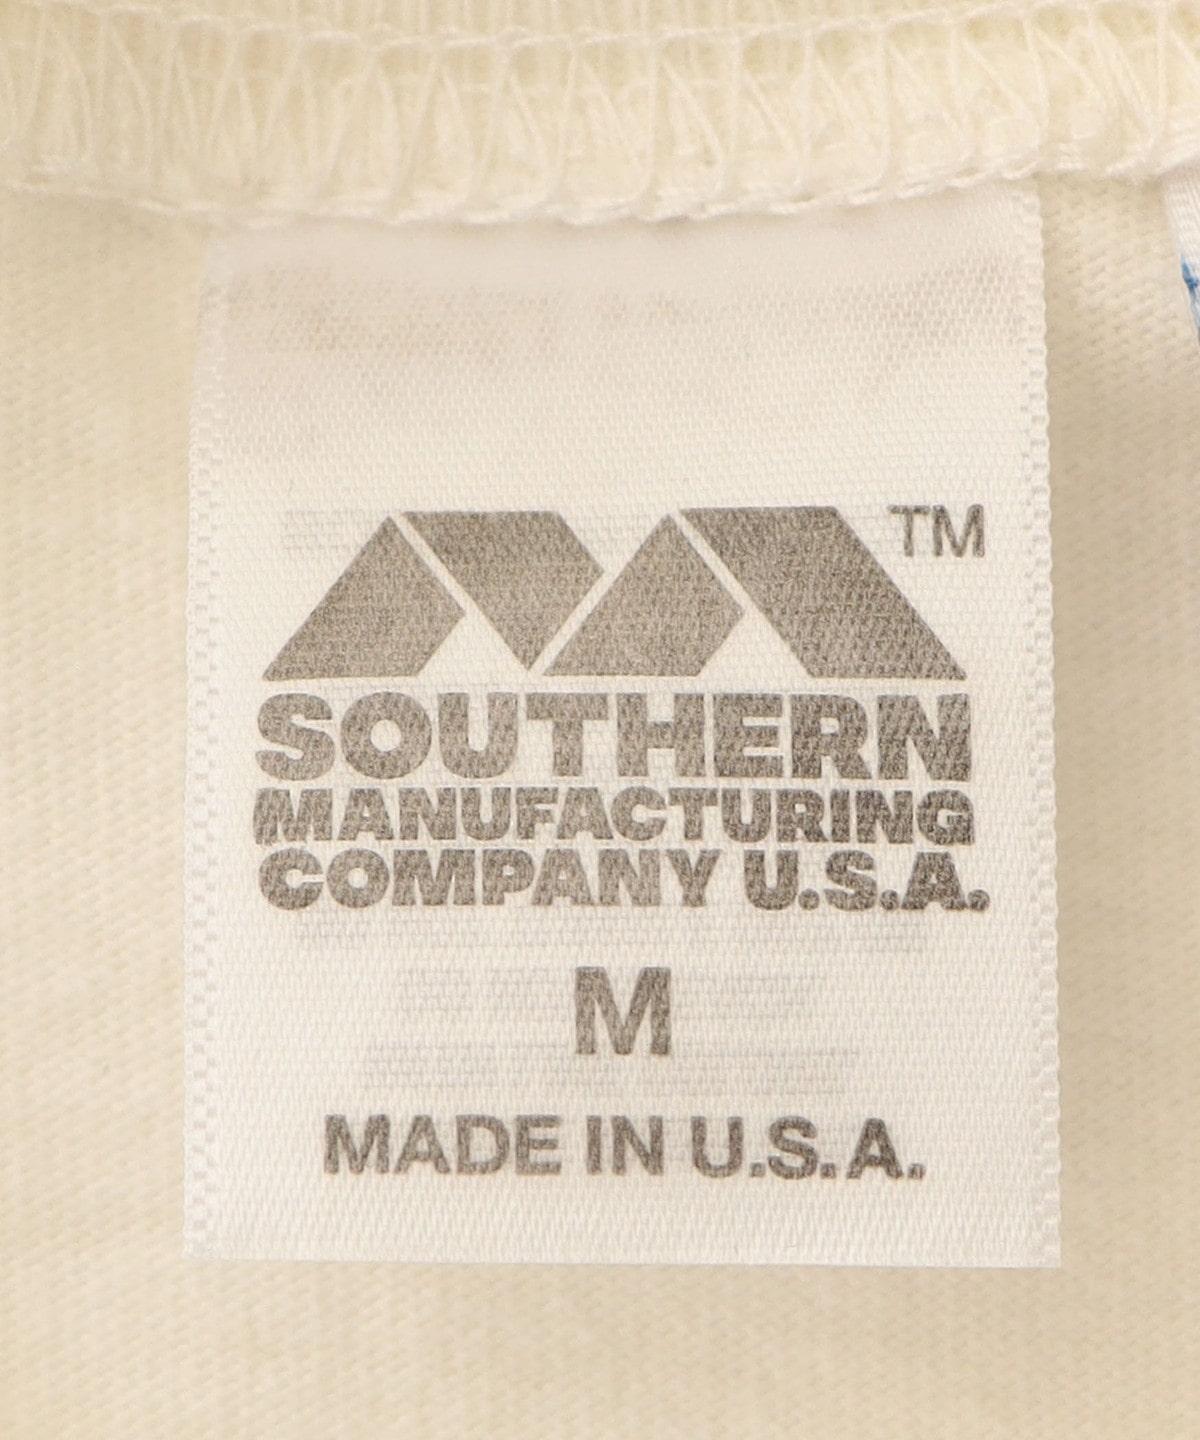 TM
SOUTHERN
MANUFACTURING
COMPANY U.S.A.
M
MADE IN U.S.A.